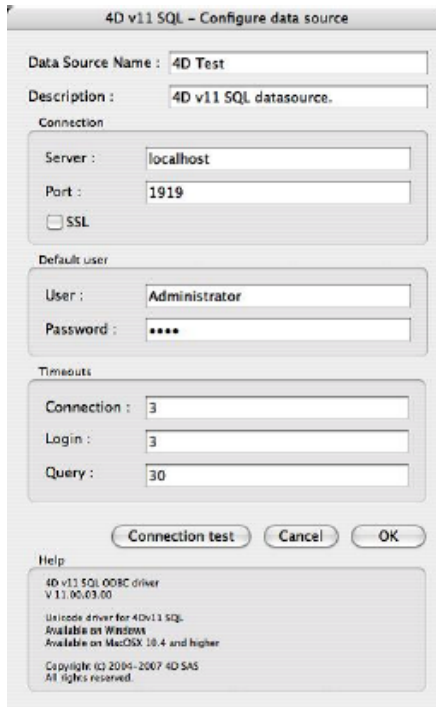 4D v11 SQL – Configure data source
Data Source Name : 4D Test
Description : 4D v11 SQL datasource.
Connection
Server : localhost
Port : 1919
SSL
Default user
User : Administrator
Password : ••••
Timeouts
Connection : 3
Login : 3
Query : 30
Connection test Cancel OK
Help
4D v11 SQL ODBC driver
V 11.00.03.00
Unicode driver for 4Dv11 SQL
Available on Windows
Available on MacOSX 10.4 and higher
Copyright (c) 2004-2007 4D SAS
All rights reserved.